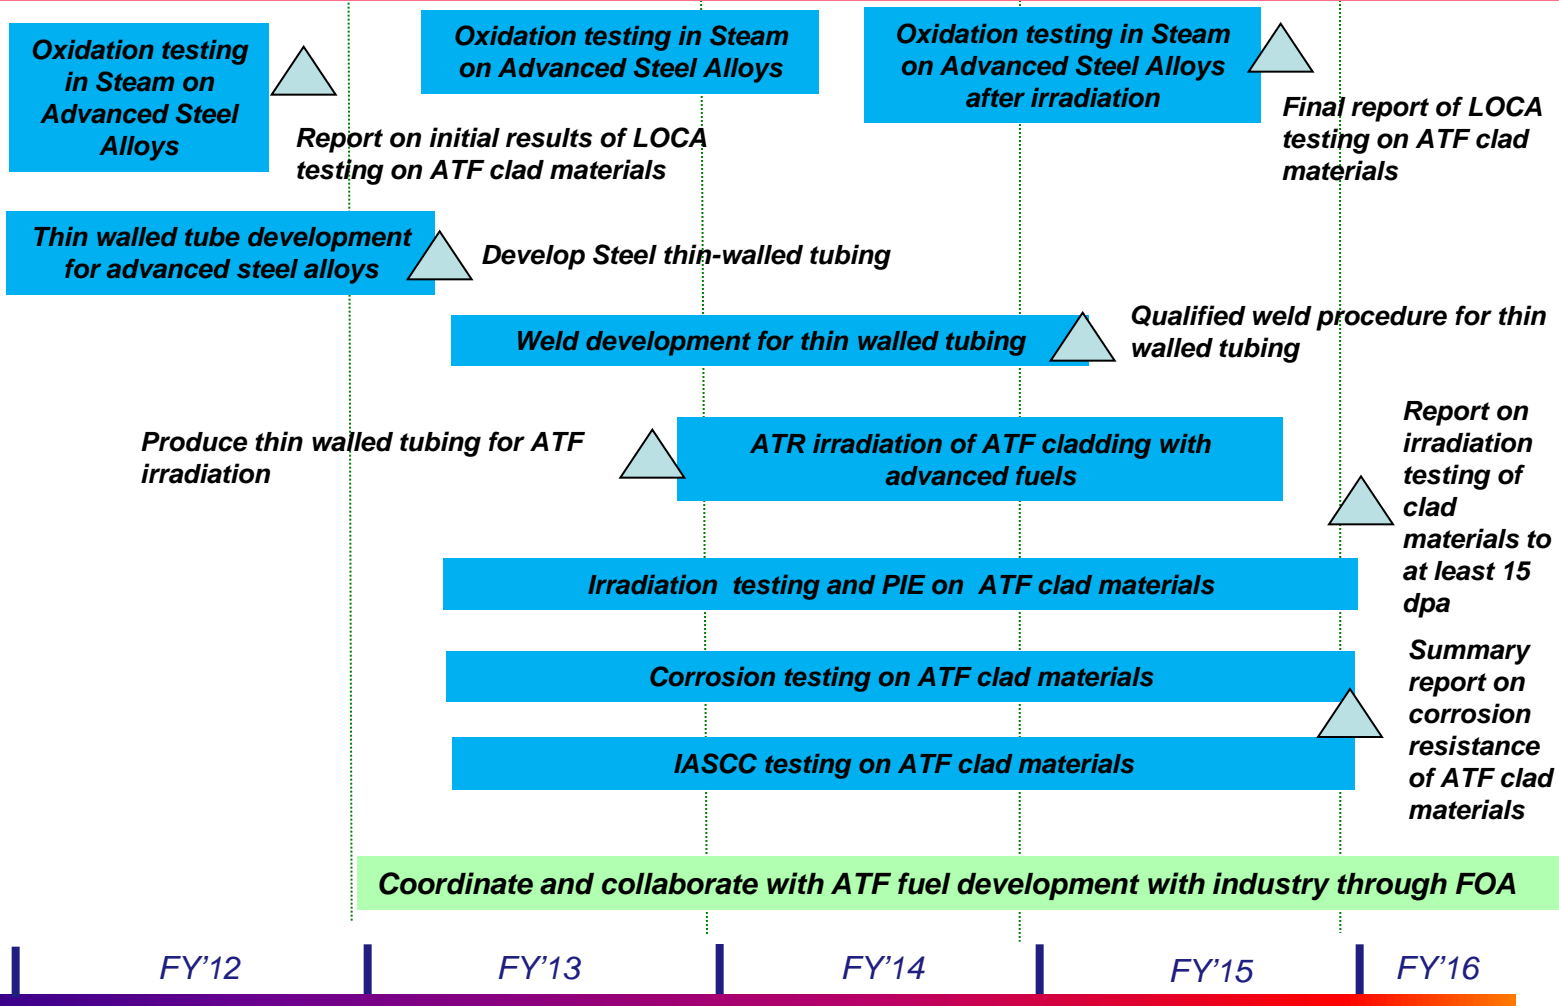 Oxidation testing
in Steam on
Advanced Steel
Alloys
Oxidation testing in Steam
on Advanced Steel Alloys
Oxidation testing in Steam
on Advanced Steel Alloys
after irradiation
Report on initial results of LOCA
testing on ATF clad materials
Final report of LOCA
testing on ATF clad
materials
Thin walled tube development
for advanced steel alloys
Develop Steel thin-walled tubing
Weld development for thin walled tubing
Qualified weld procedure for thin
walled tubing
Produce thin walled tubing for ATF
irradiation
ATR irradiation of ATF cladding with
advanced fuels
Report on
irradiation
testing of
clad
materials to
at least 15
dpa
Irradiation testing and PIE on ATF clad materials
Corrosion testing on ATF clad materials
Summary
report on
corrosion
resistance
of ATF clad
materials
IASCC testing on ATF clad materials
Coordinate and collaborate with ATF fuel development with industry through FOA
FY'12
FY'13
FY'14
FY'15
FY'16